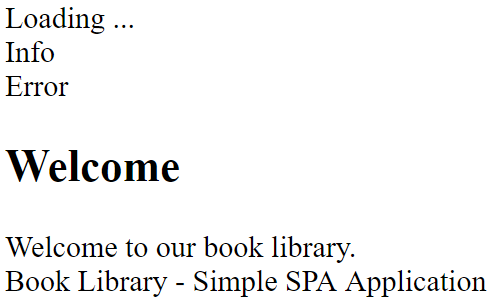 Loading ...
Info
Error
Welcome
Welcome to our book library.
Book Library - Simple SPA Application